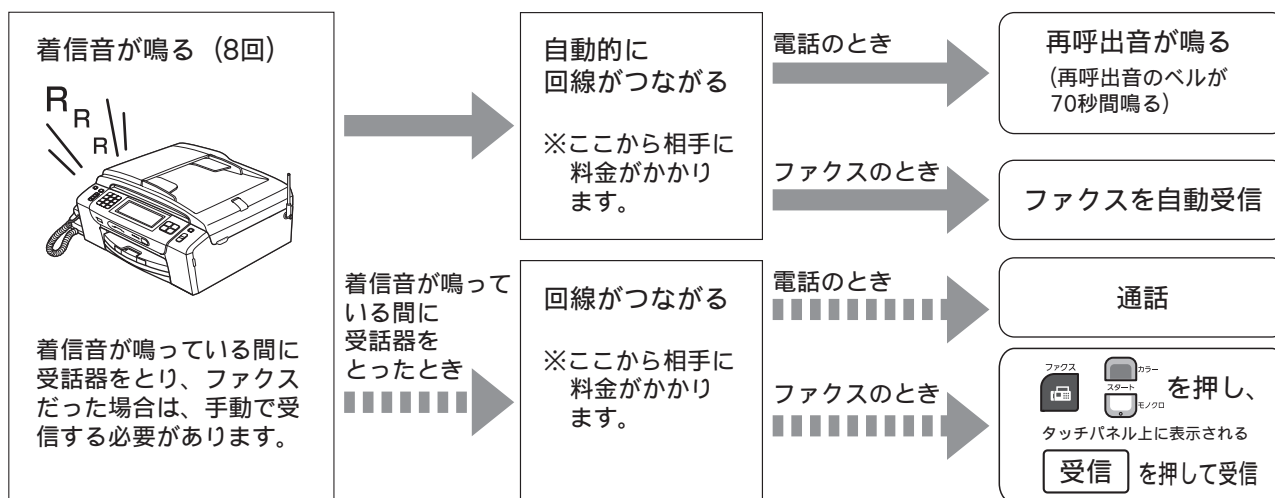 着信音が鳴る（8回）
R
R
R
着信音が鳴っている間に
受話器をとり、ファクス
だった場合は、手動で受
信する必要があります。
自動的に
回線がつながる
※ここから相手に
料金がかかり
ます。
電話のとき
再呼出音が鳴る
（再呼出音のベルが
70秒間鳴る）
ファクスのとき
ファクスを自動受信
着信音が鳴って
いる間に
受話器を
とったとき
回線がつながる
※ここから相手に
料金がかかり
ます。
電話のとき
通話
ファクスのとき
ファクス
カラー
スタート
モノクロ
を押し、
タッチパネル上に表示される
受信 を押して受信